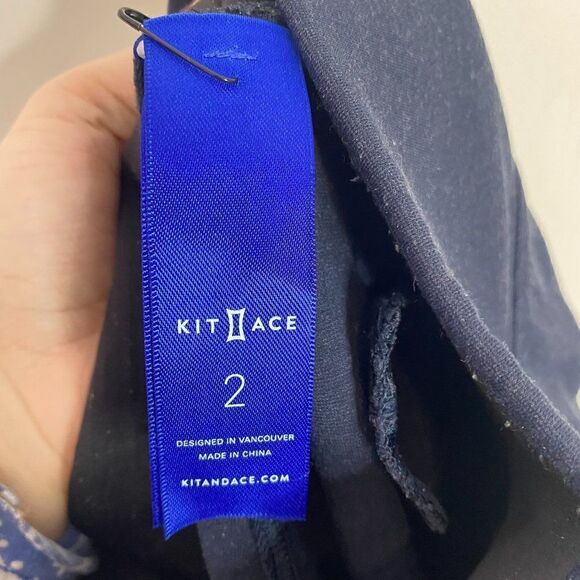 KIT ACE
2
DESIGNED IN VANCOUVER
MADE IN CHINA
KITANDACE.COM